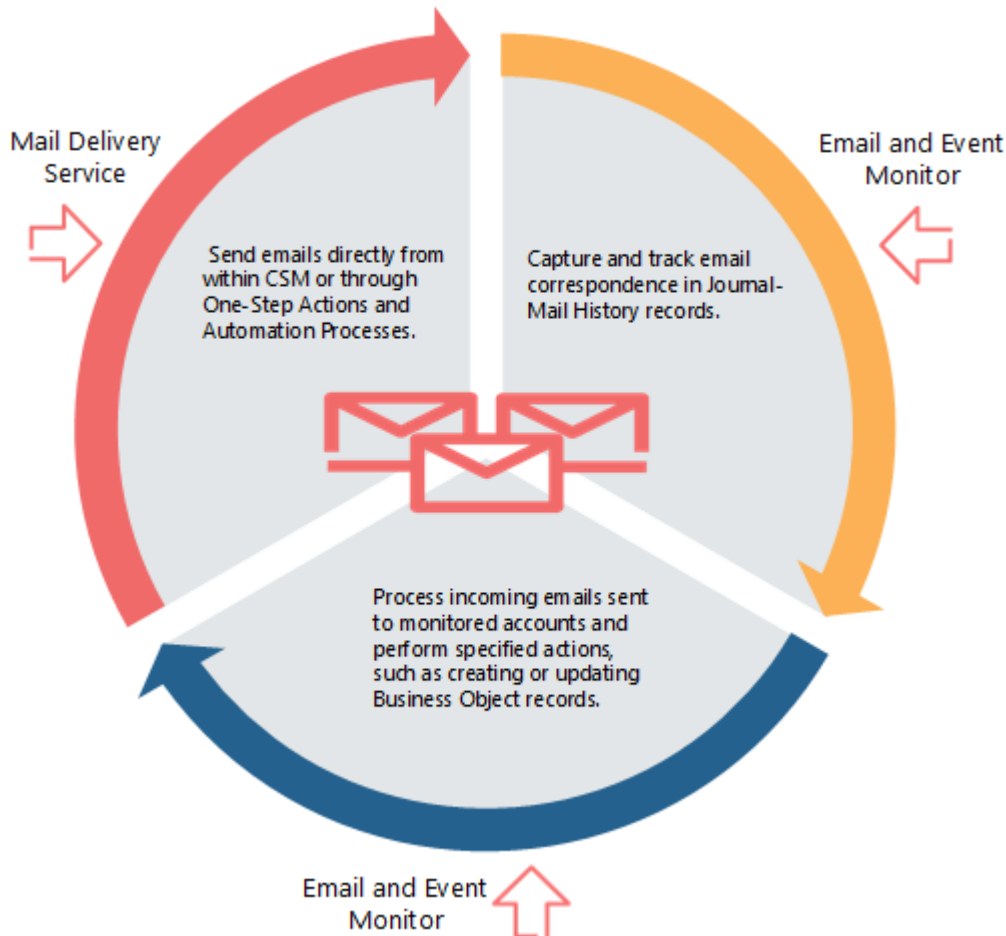 Mail Delivery
Service
Email and Event
Monitor
Send emails directly from
within CSM or through
One-Step Actions and
Automation Processes.
Capture and track email
correspondence in Journal-
Mail History records.
Process incoming emails sent
to monitored accounts and
perform specified actions,
such as creating or updating
Business Object records.
Email and Event
Monitor